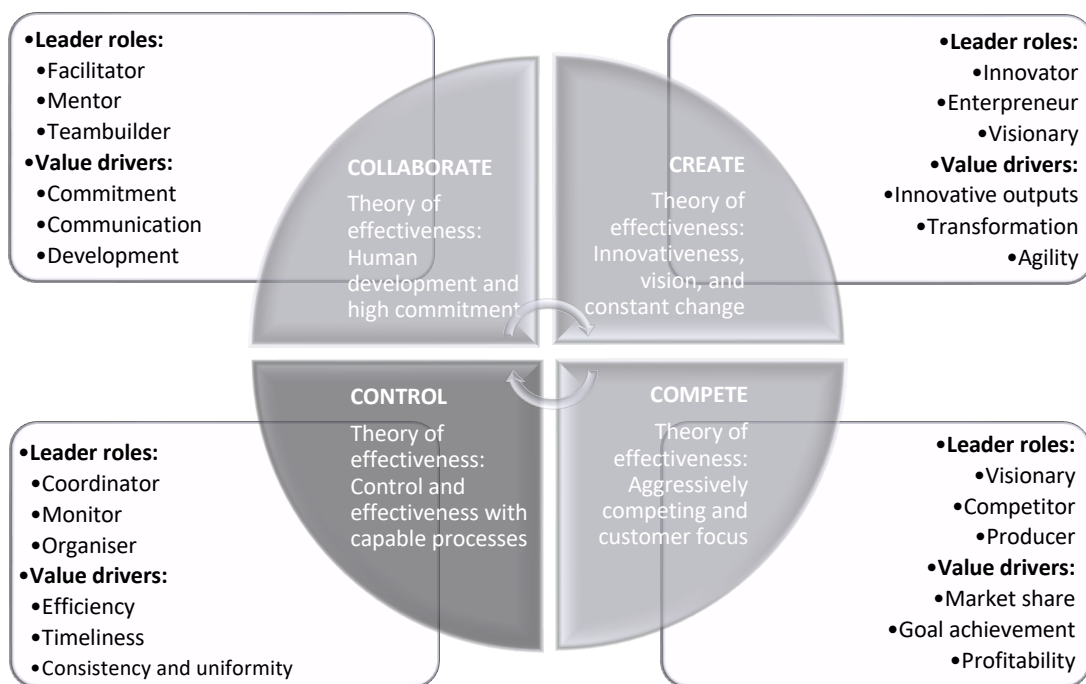 •Leader roles:
•Facilitator
•Mentor
•Teambuilder
•Value drivers:
•Commitment
•Communication
•Development
COLLABORATE
Theory of
effectiveness:
Human
development and
high commitment
CREATE
Theory of
effectiveness:
Innovativeness,
vision, and
constant change
•Leader roles:
•Innovator
•Enterpreneur
•Visionary
•Value drivers:
•Innovative outputs
•Transformation
•Agility
•Leader roles:
•Coordinator
•Monitor
•Organiser
•Value drivers:
•Efficiency
•Timeliness
•Consistency and uniformity
CONTROL
Theory of
effectiveness:
Control and
effectiveness with
capable processes
COMPETE
Theory of
effectiveness:
Aggressively
competing and
customer focus
•Leader roles:
•Visionary
•Competitor
•Producer
•Value drivers:
•Market share
•Goal achievement
•Profitability